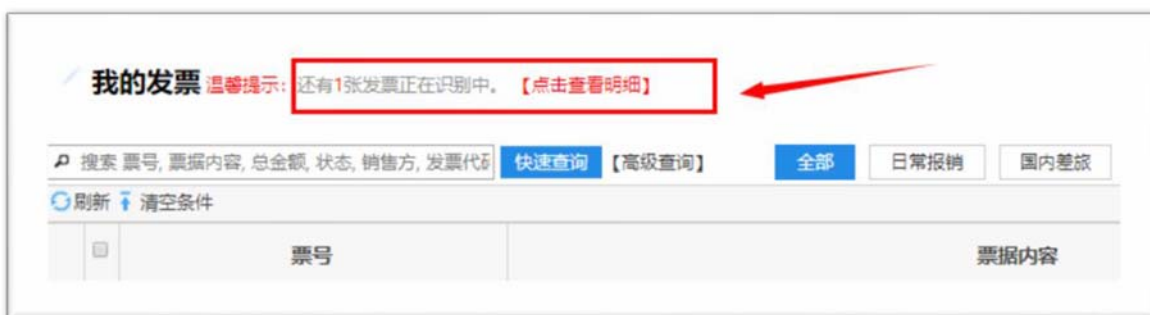 我的发票 温馨提示: 还有1张发票正在识别中。【点击查看明细】
搜索 票号, 票据内容, 总金额, 状态, 销售方, 发票代码 快速查询 【高级查询】 全部 日常报销 国内差旅
刷新 清空条件
票号 票据内容